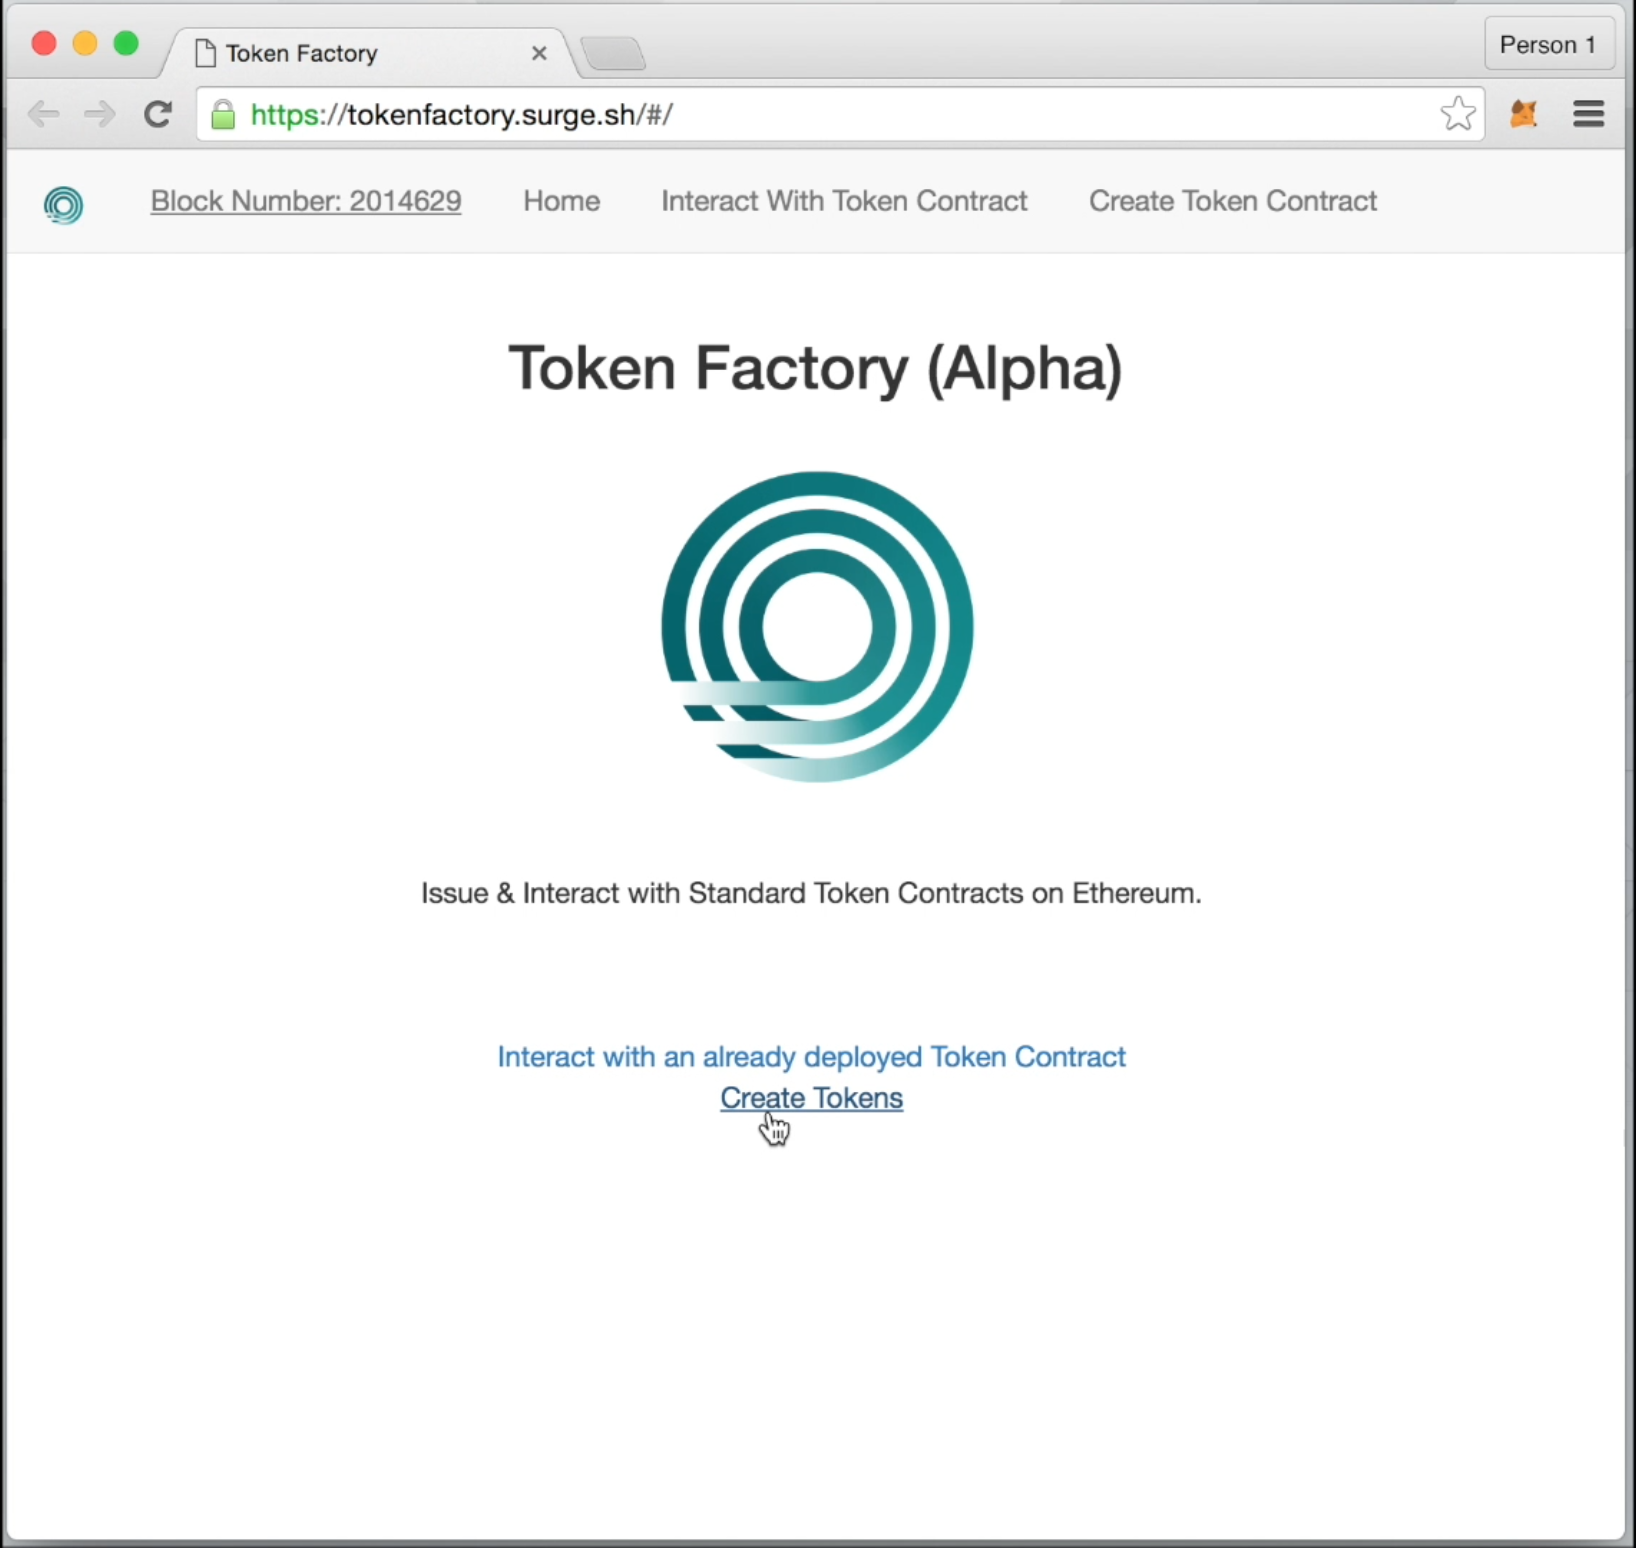 Token Factory
Person 1
https://tokenfactory.surge.sh/#/
Block Number: 2014629 Home Interact With Token Contract Create Token Contract
Token Factory (Alpha)
Issue & Interact with Standard Token Contracts on Ethereum.
Interact with an already deployed Token Contract
Create Tokens